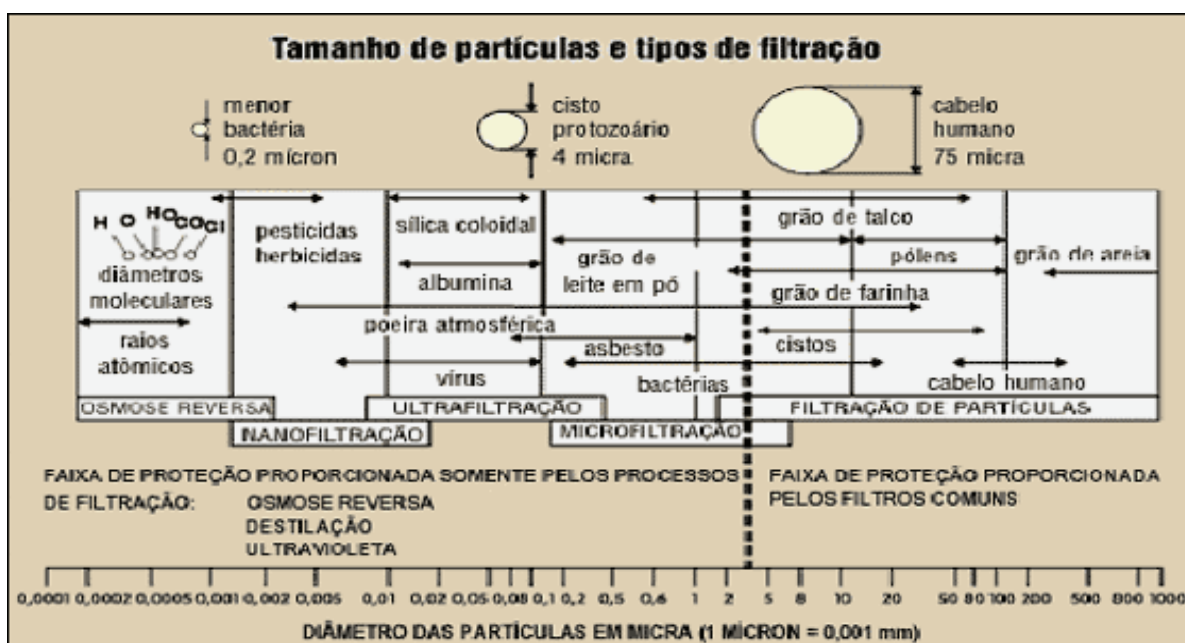 Tamanho de partículas e tipos de filtração
menor
bactéria
0,2 mícron
cisto
protozoário
4 micra
cabelo
humano
75 micra
H O HO CO Cl
diâmetros
moleculares
raios
atômicos
pesticidas
herbicidas
sílica coloidal
albumina
poeira atmosférica
vírus
grão de
leite em pó
asbesto
bactérias
grão de talco
pólens
grão de farinha
cistos
grão de areia
cabelo humano
OSMOSE REVERSA
ULTRAFILTRAÇÃO
FILTRAÇÃO DE PARTÍCULAS
NANOFILTRAÇÃO
MICROFILTRAÇÃO
FAIXA DE PROTEÇÃO PROPORCIONADA SOMENTE PELOS PROCESSOS
DE FILTRAÇÃO: OSMOSE REVERSA
DESTILAÇÃO
ULTRAVIOLETA
FAIXA DE PROTEÇÃO PROPORCIONADA
PELOS FILTROS COMUNS
0,0001 0,0002 0,0005 0,001 0,002 0,005 0,01 0,02 0,05 0,08 0,1 0,2 0,5 0,6 1 2 5 8 10 20 50 80 100 200 500 800 1000
DIÂMETRO DAS PARTÍCULAS EM MICRA (1 MÍCRON = 0,001 mm)